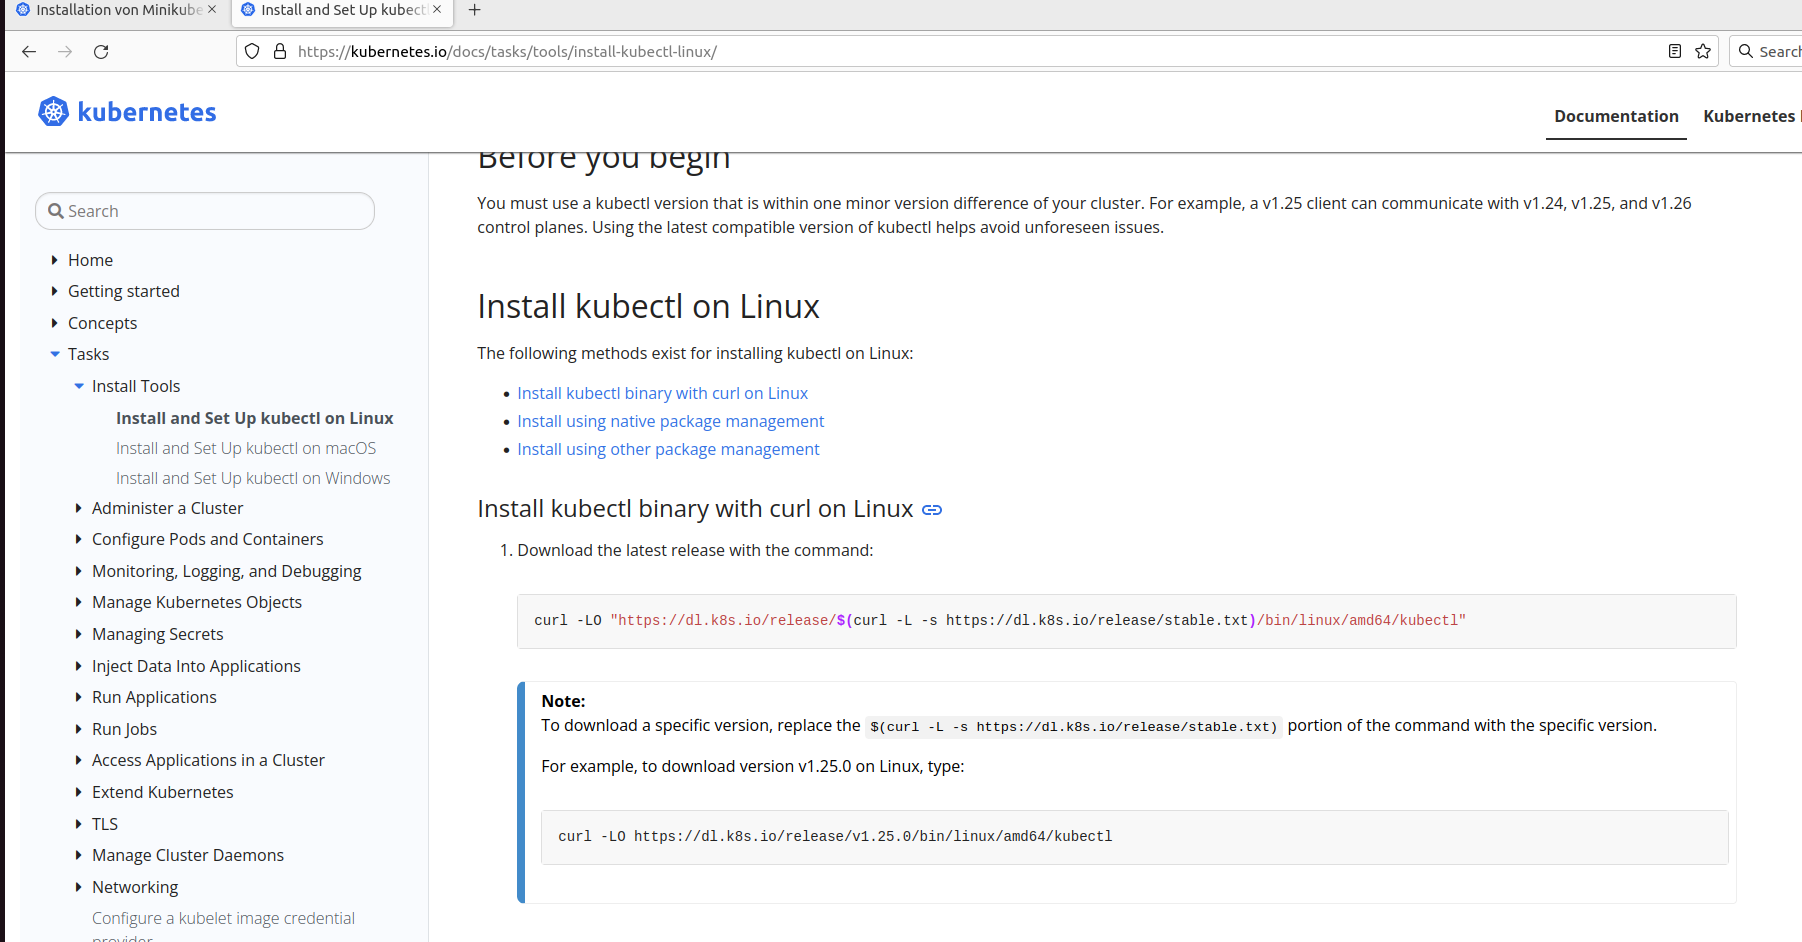 Installation von Minikube
Install and Set Up kubectl
https://kubernetes.io/docs/tasks/tools/install-kubectl-linux/
Search
kubernetes
Documentation
Kubernetes
Search
Home
Getting started
Concepts
Tasks
Install Tools
Install and Set Up kubectl on Linux
Install and Set Up kubectl on macOS
Install and Set Up kubectl on Windows
Administer a Cluster
Configure Pods and Containers
Monitoring, Logging, and Debugging
Manage Kubernetes Objects
Managing Secrets
Inject Data Into Applications
Run Applications
Run Jobs
Access Applications in a Cluster
Extend Kubernetes
TLS
Manage Cluster Daemons
Networking
Configure a kubelet image credential
provider
Before you begin
You must use a kubectl version that is within one minor version difference of your cluster. For example, a v1.25 client can communicate with v1.24, v1.25, and v1.26
control planes. Using the latest compatible version of kubectl helps avoid unforeseen issues.
Install kubectl on Linux
The following methods exist for installing kubectl on Linux:
• Install kubectl binary with curl on Linux
• Install using native package management
• Install using other package management
Install kubectl binary with curl on Linux
1. Download the latest release with the command:
curl -LO "https://dl.k8s.io/release/$(curl -L -s https://dl.k8s.io/release/stable.txt)/bin/linux/amd64/kubectl"
Note:
To download a specific version, replace the $(curl -L -s https://dl.k8s.io/release/stable.txt) portion of the command with the specific version.
For example, to download version v1.25.0 on Linux, type:
curl -LO https://dl.k8s.io/release/v1.25.0/bin/linux/amd64/kubectl